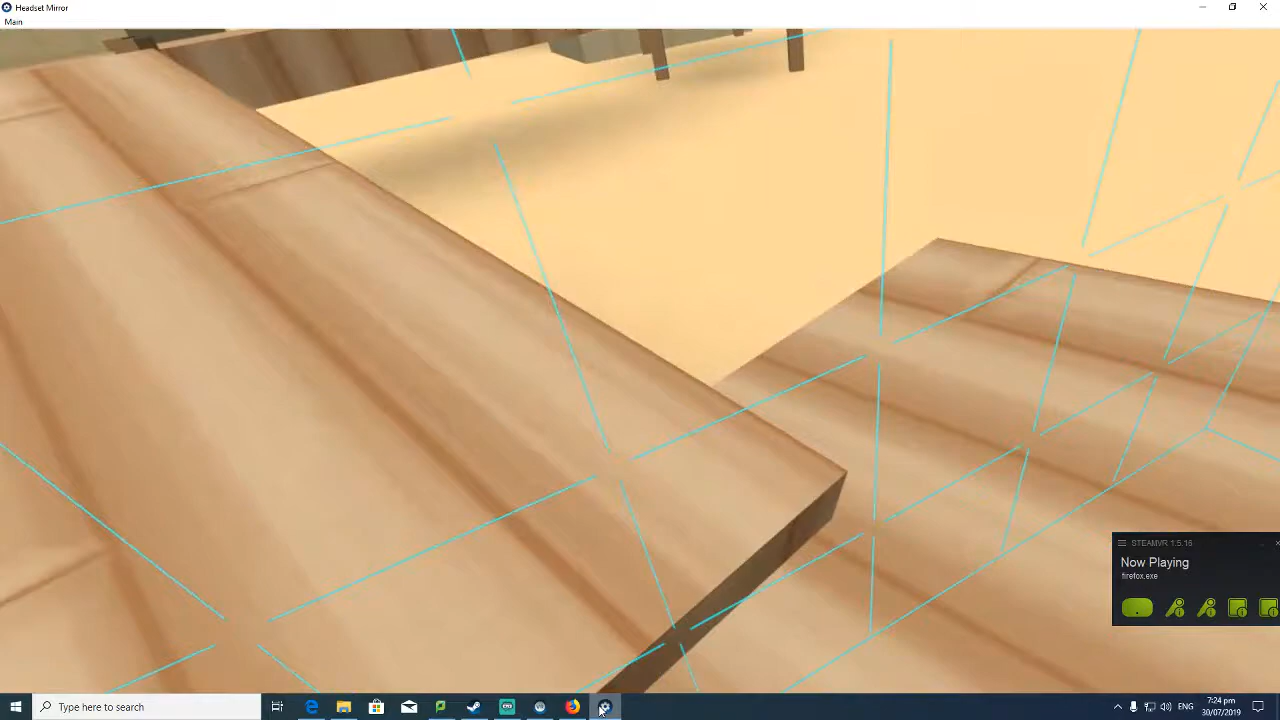 Headset Mirror
Main
STEAMVR 1.5.16
Now Playing
firefox.exe
Type here to search
ENG
7:24 pm
30/07/2019